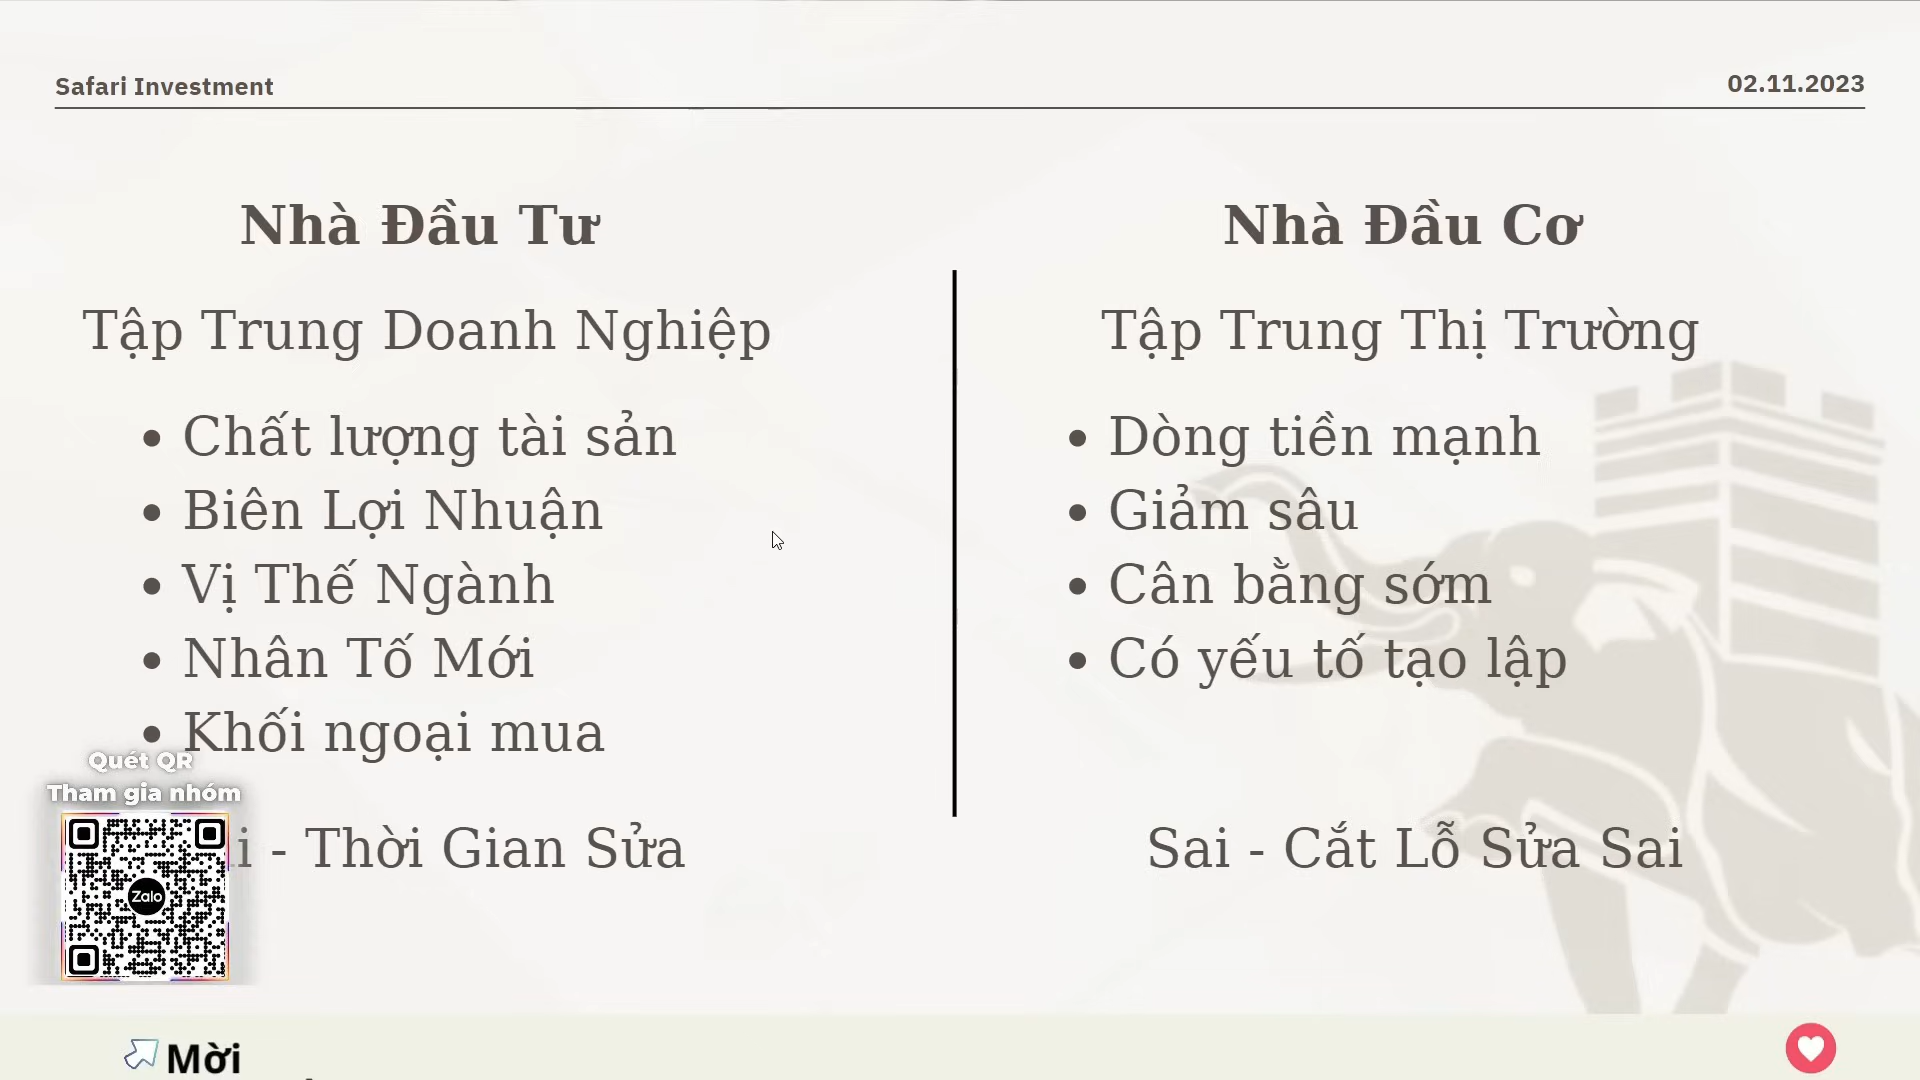 Safari Investment
02.11.2023
Nhà Đầu Tư
Tập Trung Doanh Nghiệp
• Chất lượng tài sản
• Biên Lợi Nhuận
• Vị Thế Ngành
• Nhân Tố Mới
• Khối ngoại mua
- Thời Gian Sửa
Nhà Đầu Cơ
Tập Trung Thị Trường
• Dòng tiền mạnh
• Giảm sâu
• Cân bằng sớm
• Có yếu tố tạo lập
Sai - Cắt Lỗ Sửa Sai
Quét QR
Tham gia nhóm
Zalo
Mời